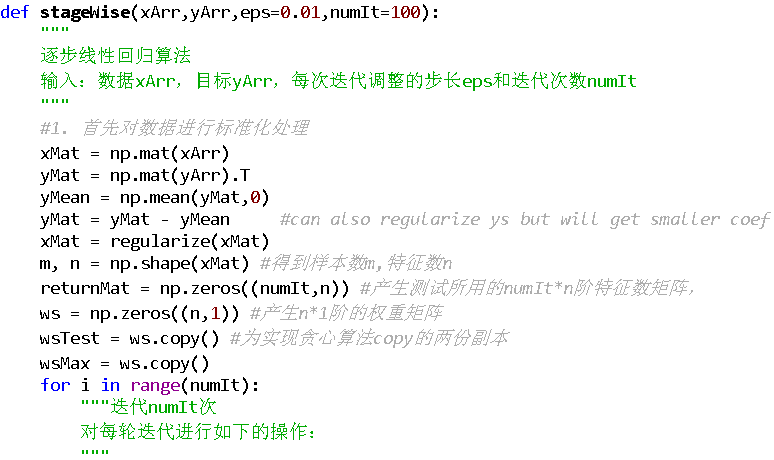 def stageWise(xArr,yArr,eps=0.01,numIt=100):
    """
    逐步线性回归算法
    输入：数据xArr，目标yArr，每次迭代调整的步长eps和迭代次数numIt
    """
    #1. 首先对数据进行标准化处理
    xMat = np.mat(xArr)
    yMat = np.mat(yArr).T
    yMean = np.mean(yMat,0)
    yMat = yMat - yMean     #can also regularize ys but will get smaller coef
    xMat = regularize(xMat)
    m, n = np.shape(xMat) #得到样本数m,特征数n
    returnMat = np.zeros((numIt,n)) #产生测试所用的numIt*n阶特征数矩阵，
    ws = np.zeros((n,1)) #产生n*1阶的权重矩阵
    wsTest = ws.copy() #为实现贪心算法copy的两份副本
    wsMax = ws.copy()
    for i in range(numIt):
        """迭代numIt次
        对每轮迭代进行如下的操作：
        """